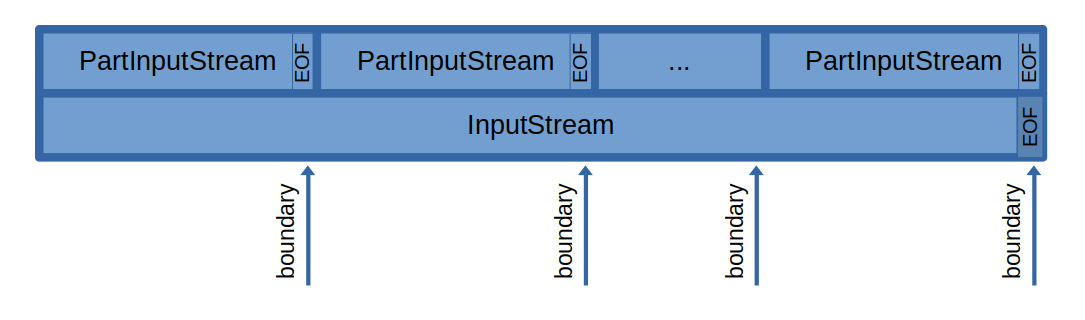 PartInputStream
EOF
PartInputStream
EOF
...
PartInputStream
EOF
InputStream
EOF
boundary
boundary
boundary
boundary